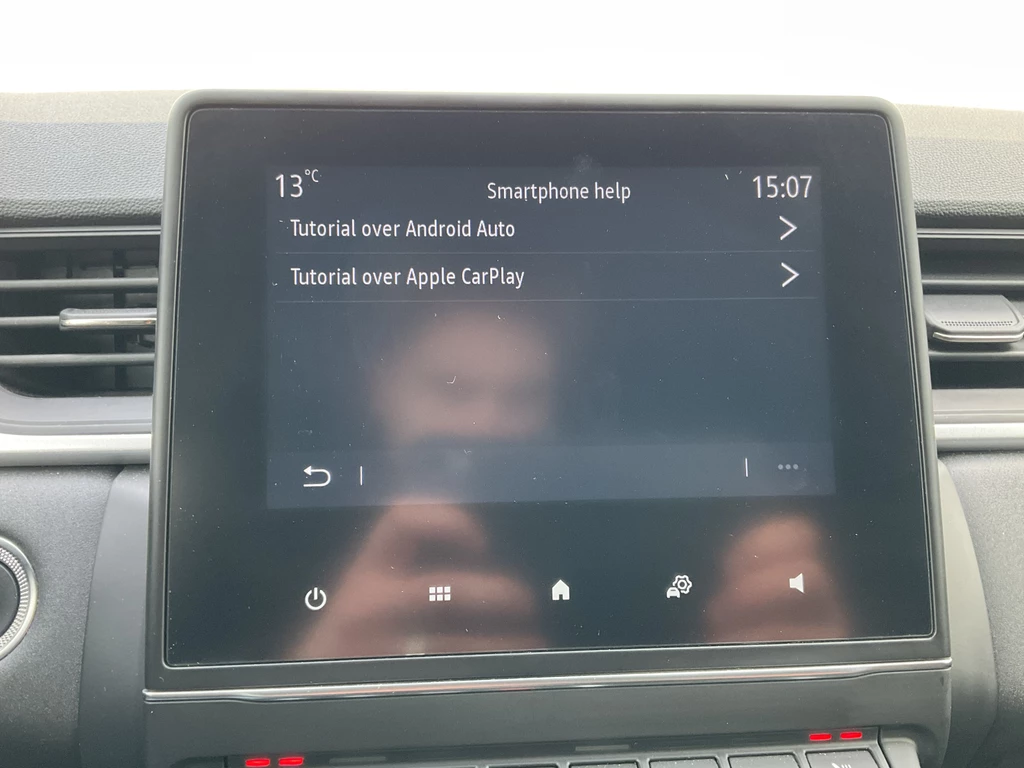 13°C Smartphone help 15:07
Tutorial over Android Auto
Tutorial over Apple CarPlay